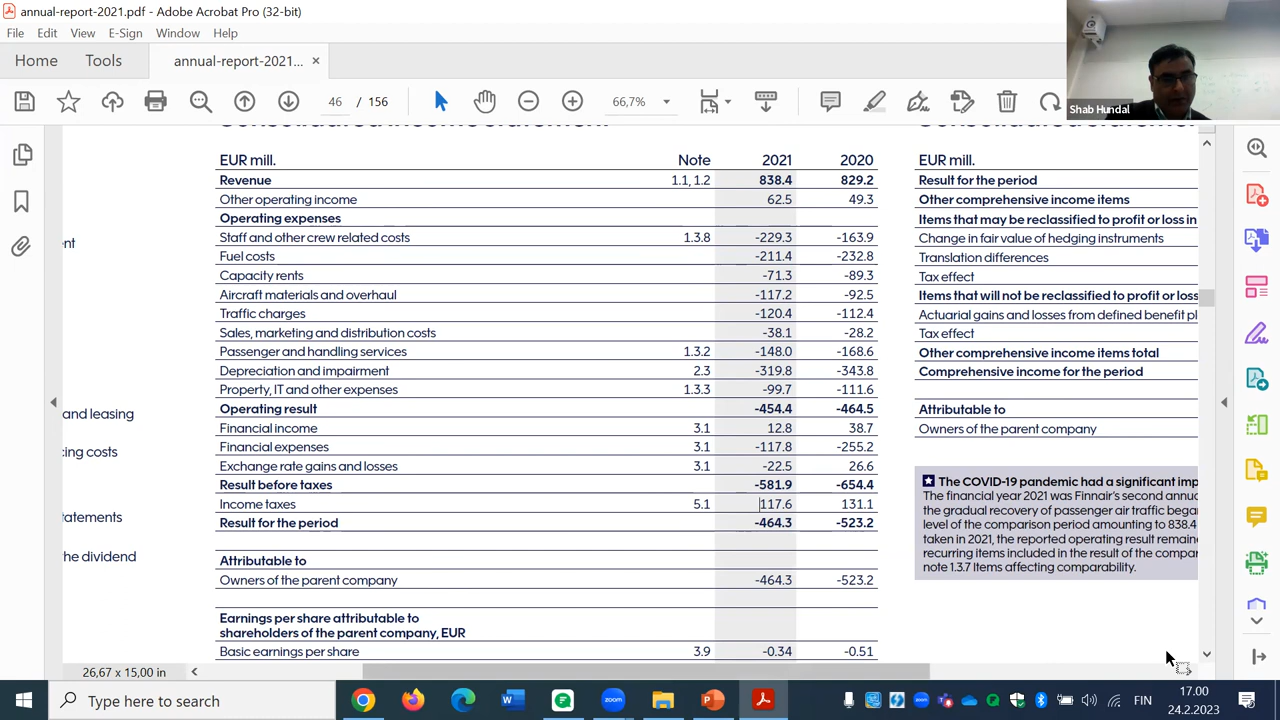 annual-report-2021.pdf - Adobe Acrobat Pro (32-bit)
File Edit View E-Sign Window Help
Home Tools annual-report-2021... ×
46 / 156 66,7%
Shab Hundal
Consolidated Income Statement
EUR mill. Note 2021 2020
Revenue 1.1, 1.2 838.4 829.2
Other operating income 62.5 49.3
Operating expenses
Staff and other crew related costs 1.3.8 -229.3 -163.9
Fuel costs -211.4 -232.8
Capacity rents -71.3 -89.3
Aircraft materials and overhaul -117.2 -92.5
Traffic charges -120.4 -112.4
Sales, marketing and distribution costs -38.1 -28.2
Passenger and handling services 1.3.2 -148.0 -168.6
Depreciation and impairment 2.3 -319.8 -343.8
Property, IT and other expenses 1.3.3 -99.7 -111.6
Operating result -454.4 -464.5
Financial income 3.1 12.8 38.7
Financial expenses 3.1 -117.8 -255.2
Exchange rate gains and losses 3.1 -22.5 26.6
Result before taxes -581.9 -654.4
Income taxes 5.1 117.6 131.1
Result for the period -464.3 -523.2
Attributable to
Owners of the parent company -464.3 -523.2
Earnings per share attributable to
shareholders of the parent company, EUR
Basic earnings per share 3.9 -0.34 -0.51
ent
and leasing
cing costs
tatements
he dividend
EUR mill.
Result for the period
Other comprehensive income items
Items that may be reclassified to profit or loss in
Change in fair value of hedging instruments
Translation differences
Tax effect
Items that will not be reclassified to profit or loss
Actuarial gains and losses from defined benefit pl
Tax effect
Other comprehensive income items total
Comprehensive income for the period
Attributable to
Owners of the parent company
The COVID-19 pandemic had a significant imp
The financial year 2021 was Finnair's second annua
the gradual recovery of passenger air traffic began
level of the comparison period amounting to 838.4
taken in 2021, the reported operating result remaine
recurring items included in the result of the compar
note 1.3.7 Items affecting comparability.
26,67 x 15,00 in
Type here to search
FIN 17.00
24.2.2023